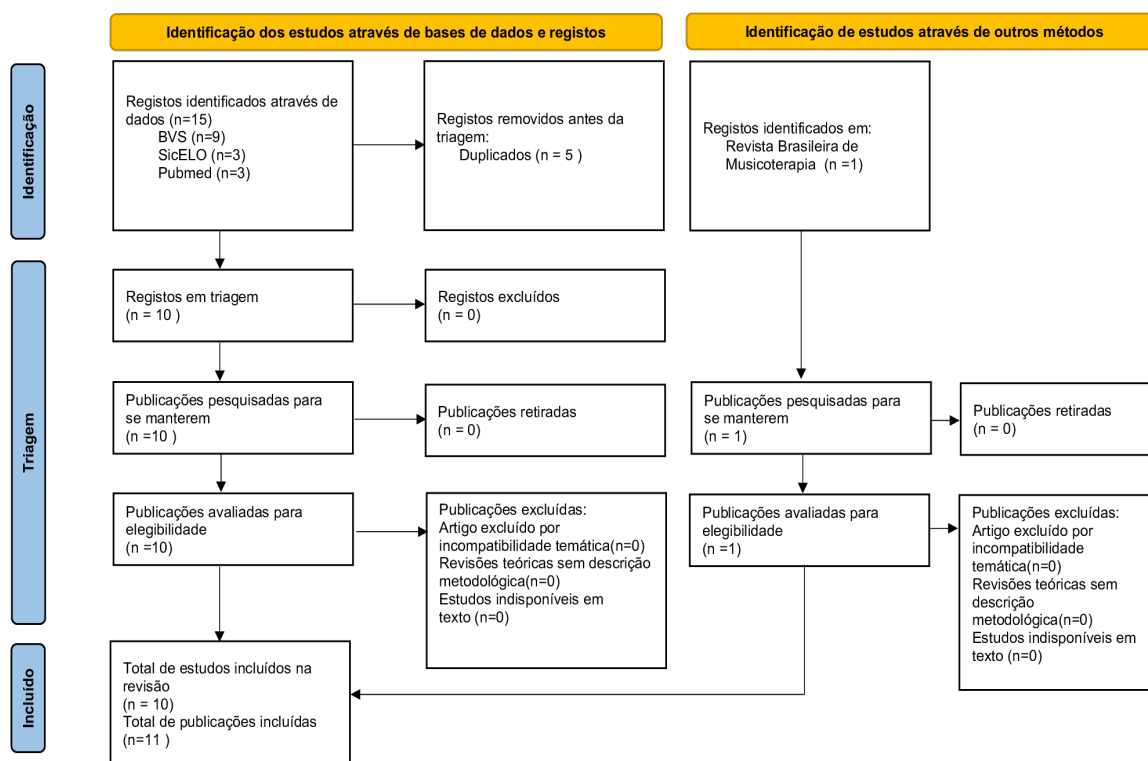 Identificação dos estudos através de bases de dados e registos
Identificação de estudos através de outros métodos
Identificação
Registos identificados através de
dados (n=15)
BVS (n=9)
SicELO (n=3)
Pubmed (n=3)
Registos removidos antes da
triagem:
Duplicados (n = 5 )
Registos identificados em:
Revista Brasileira de
Musicoterapia (n =1)
Triagem
Registos em triagem
(n = 10 )
Registos excluídos
(n = 0)
Publicações pesquisadas para
se manterem
(n =10 )
Publicações retiradas
(n = 0)
Publicações pesquisadas para
se manterem
(n = 1)
Publicações retiradas
(n = 0)
Publicações avaliadas para
elegibilidade
(n =10)
Publicações excluídas:
Artigo excluído por
incompatibilidade temática(n=0)
Revisões teóricas sem descrição
metodológica(n=0)
Estudos indisponíveis em
texto (n=0)
Publicações avaliadas para
elegibilidade
(n =1)
Publicações excluídas:
Artigo excluído por
incompatibilidade
temática(n=0)
Revisões teóricas sem
descrição
metodológica(n=0)
Estudos indisponíveis em
texto (n=0)
Incluído
Total de estudos incluídos na
revisão
(n = 10)
Total de publicações incluídas
(n=11 )